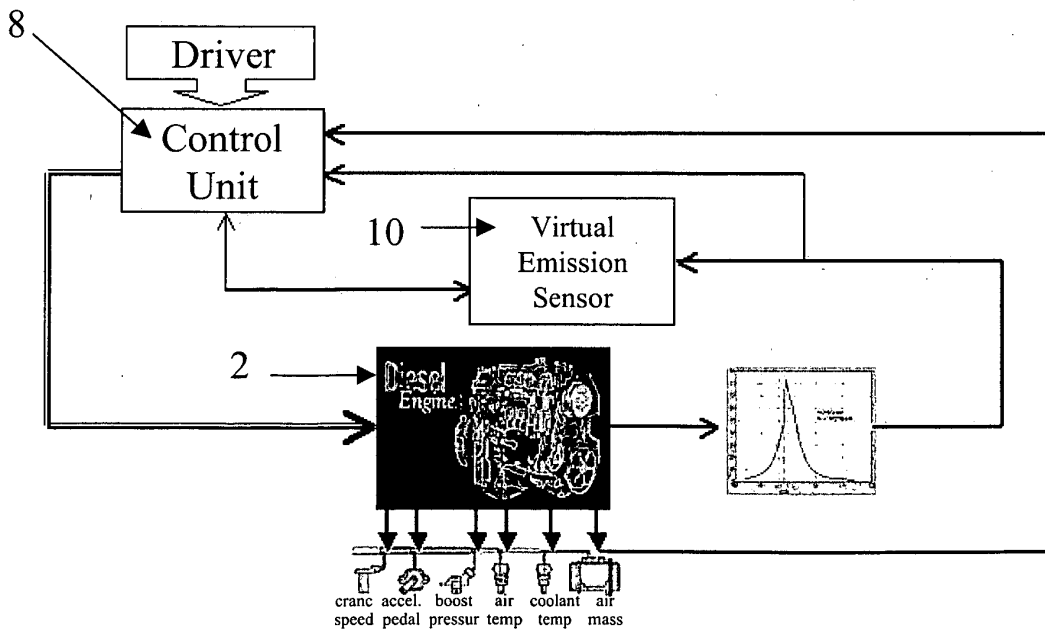 8
Driver
Control
Unit
10
Virtual
Emission
Sensor
2
Diesel
Engine
cranc speed
accel. pedal
boost pressur
air temp
coolant temp
air mass